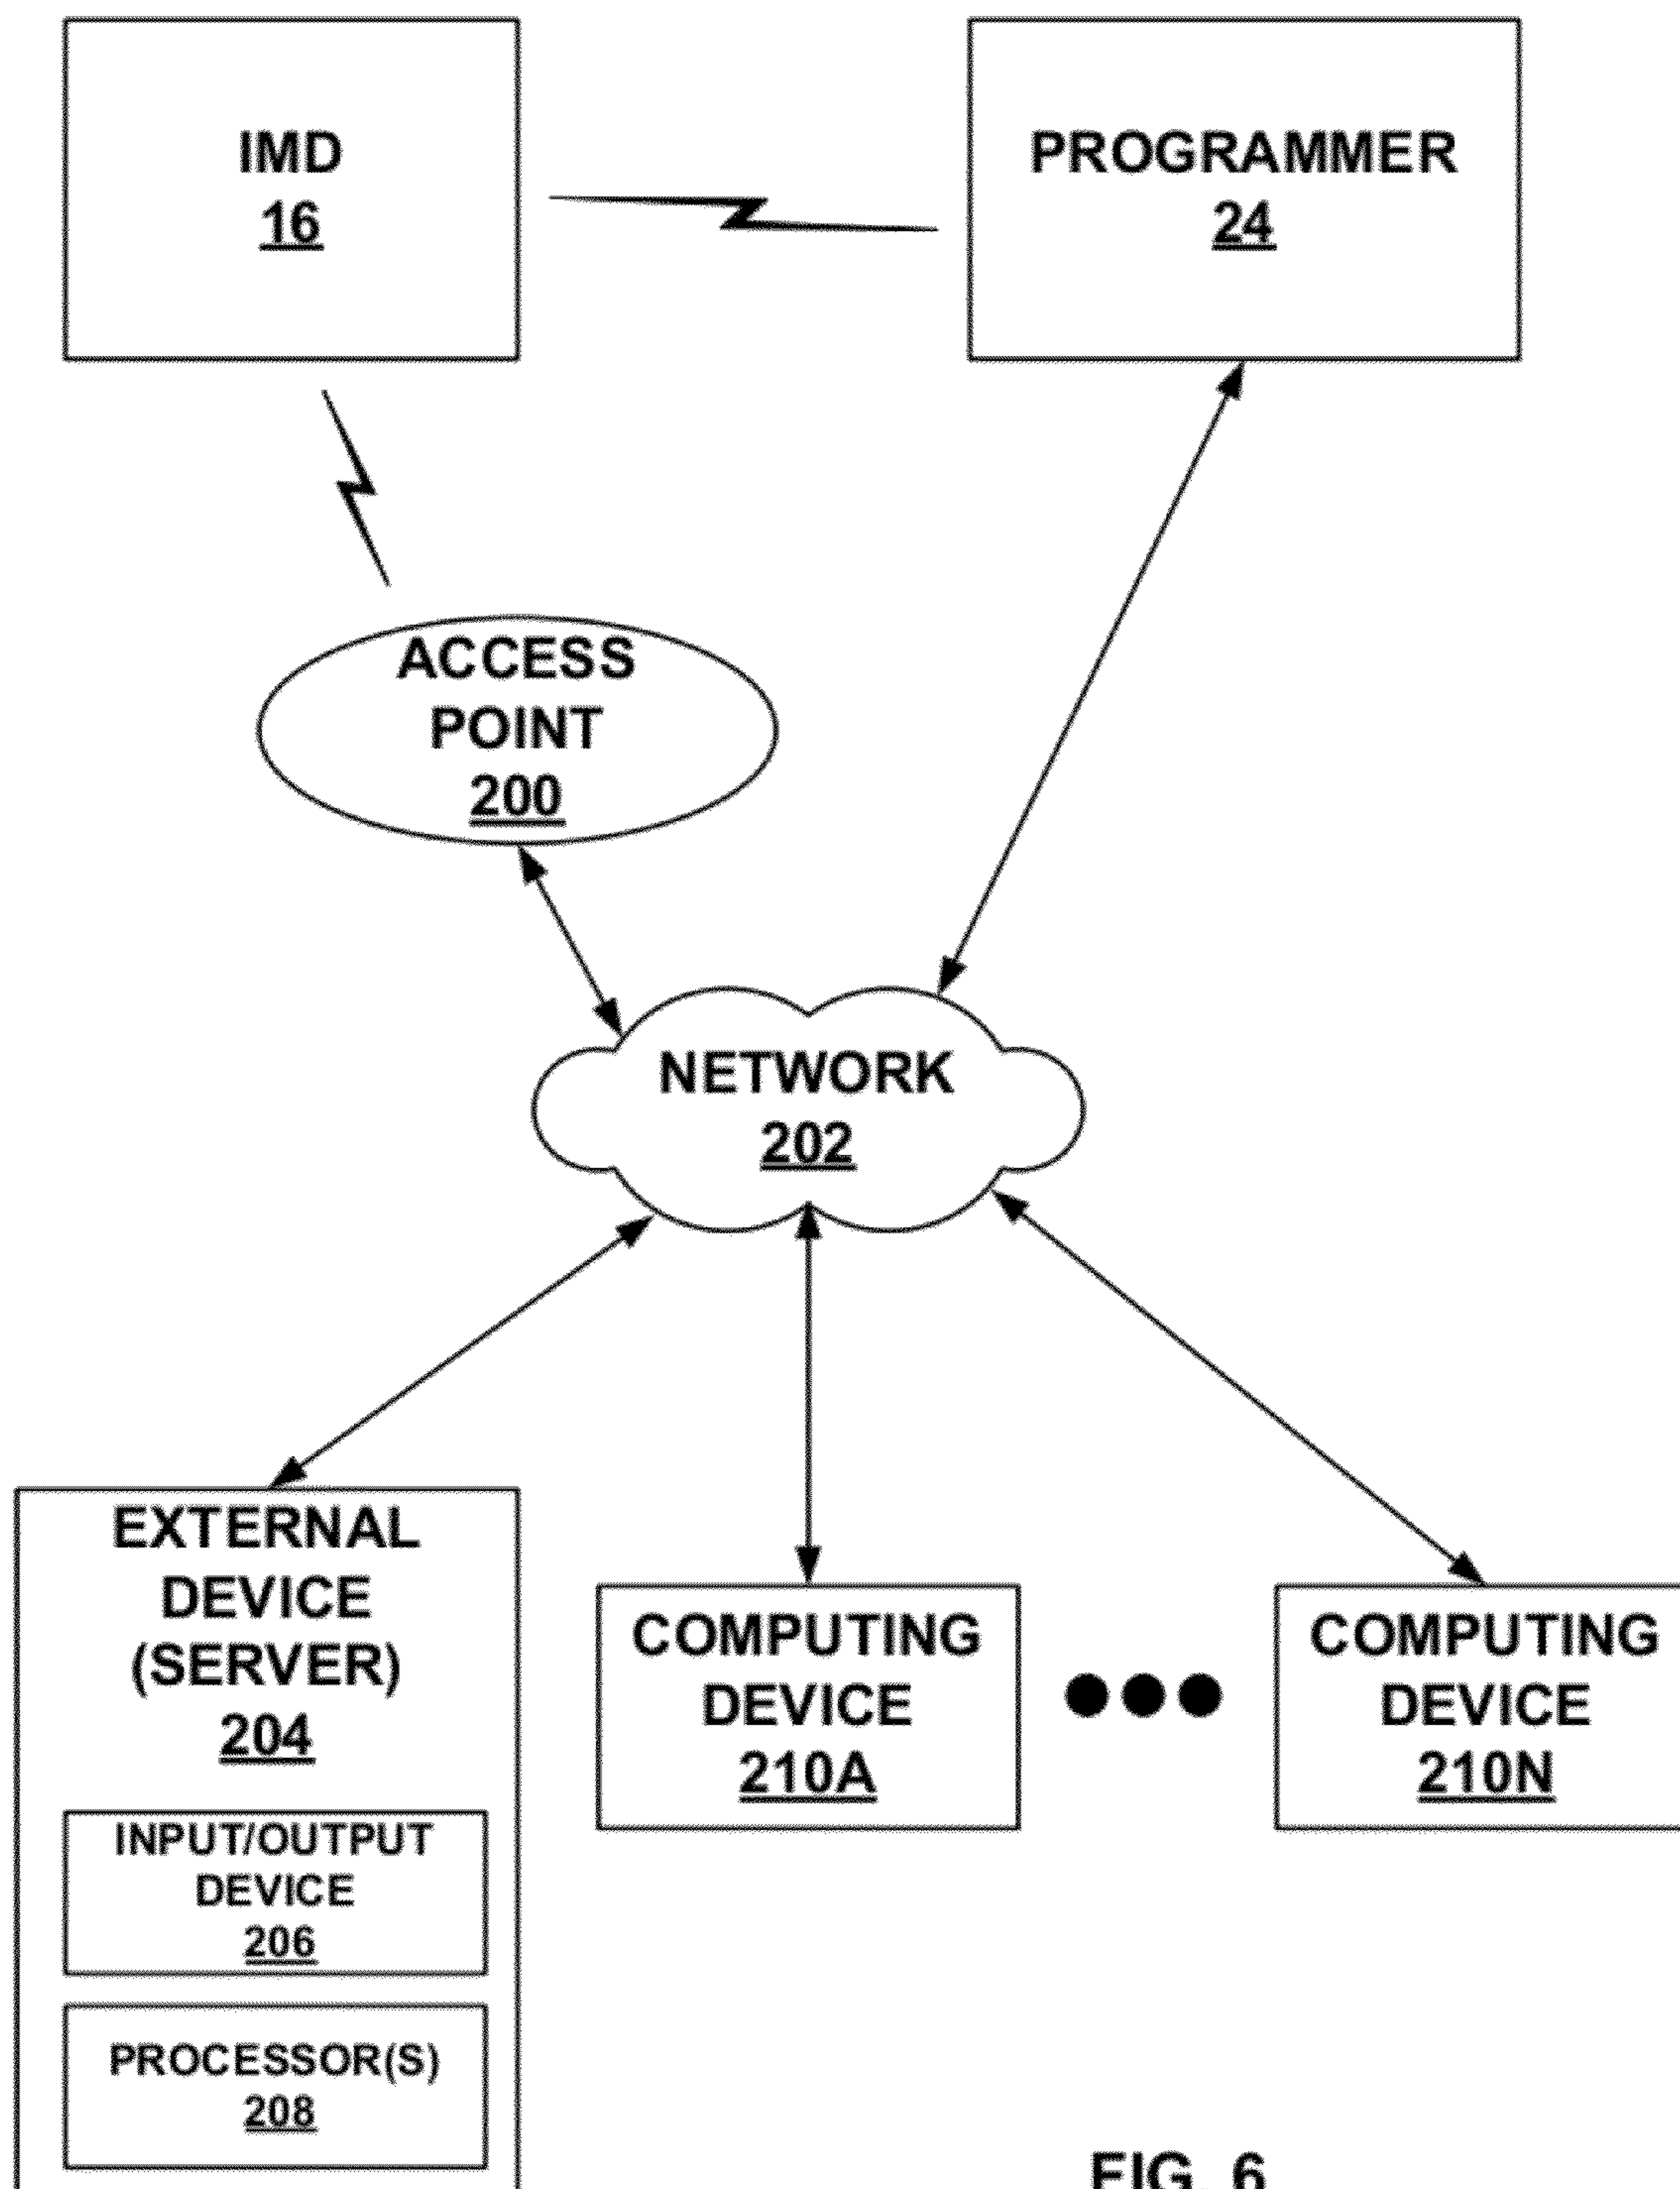 IMD
16
PROGRAMMER
24
ACCESS
POINT
200
NETWORK
202
EXTERNAL
DEVICE
(SERVER)
204
INPUT/OUTPUT
DEVICE
206
PROCESSOR(S)
208
COMPUTING
DEVICE
210A
COMPUTING
DEVICE
210N
FIG. 6